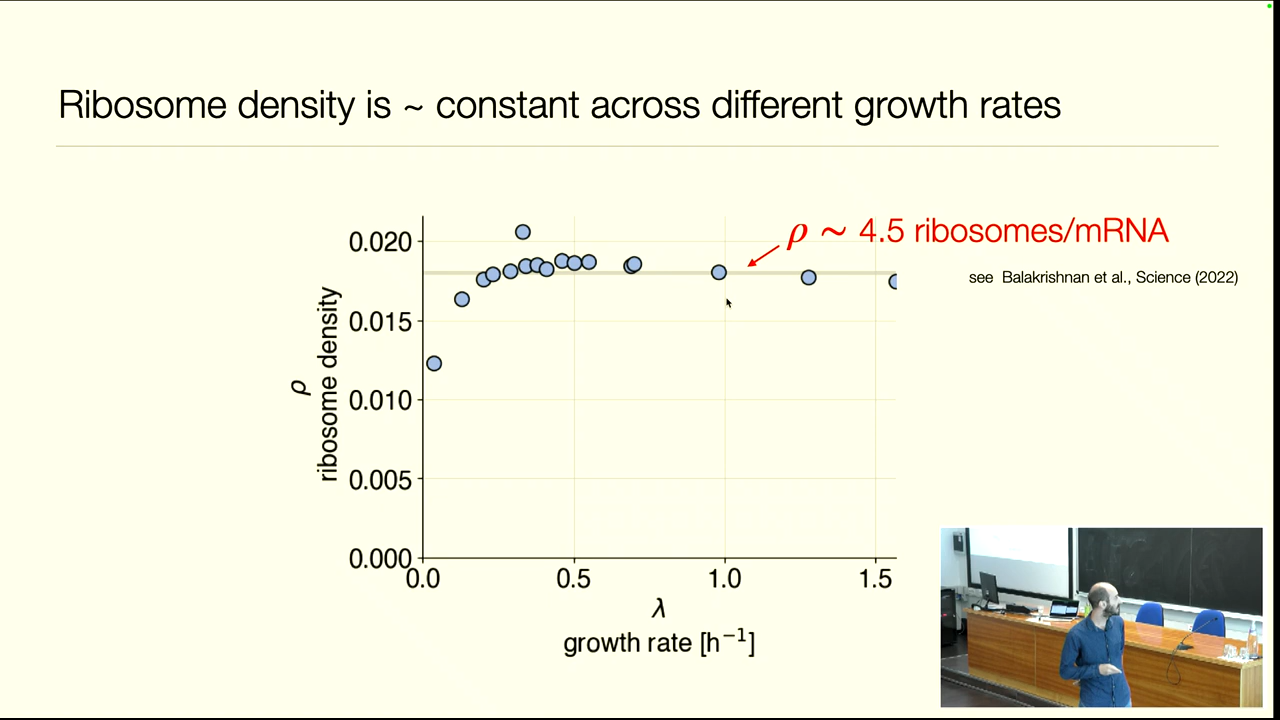 Ribosome density is ~ constant across different growth rates
ρ ~ 4.5 ribosomes/mRNA
see Balakrishnan et al., Science (2022)
0.020
0.015
0.010
0.005
0.000
ρ
ribosome density
0.0 0.5 1.0 1.5
λ
growth rate [h⁻¹]